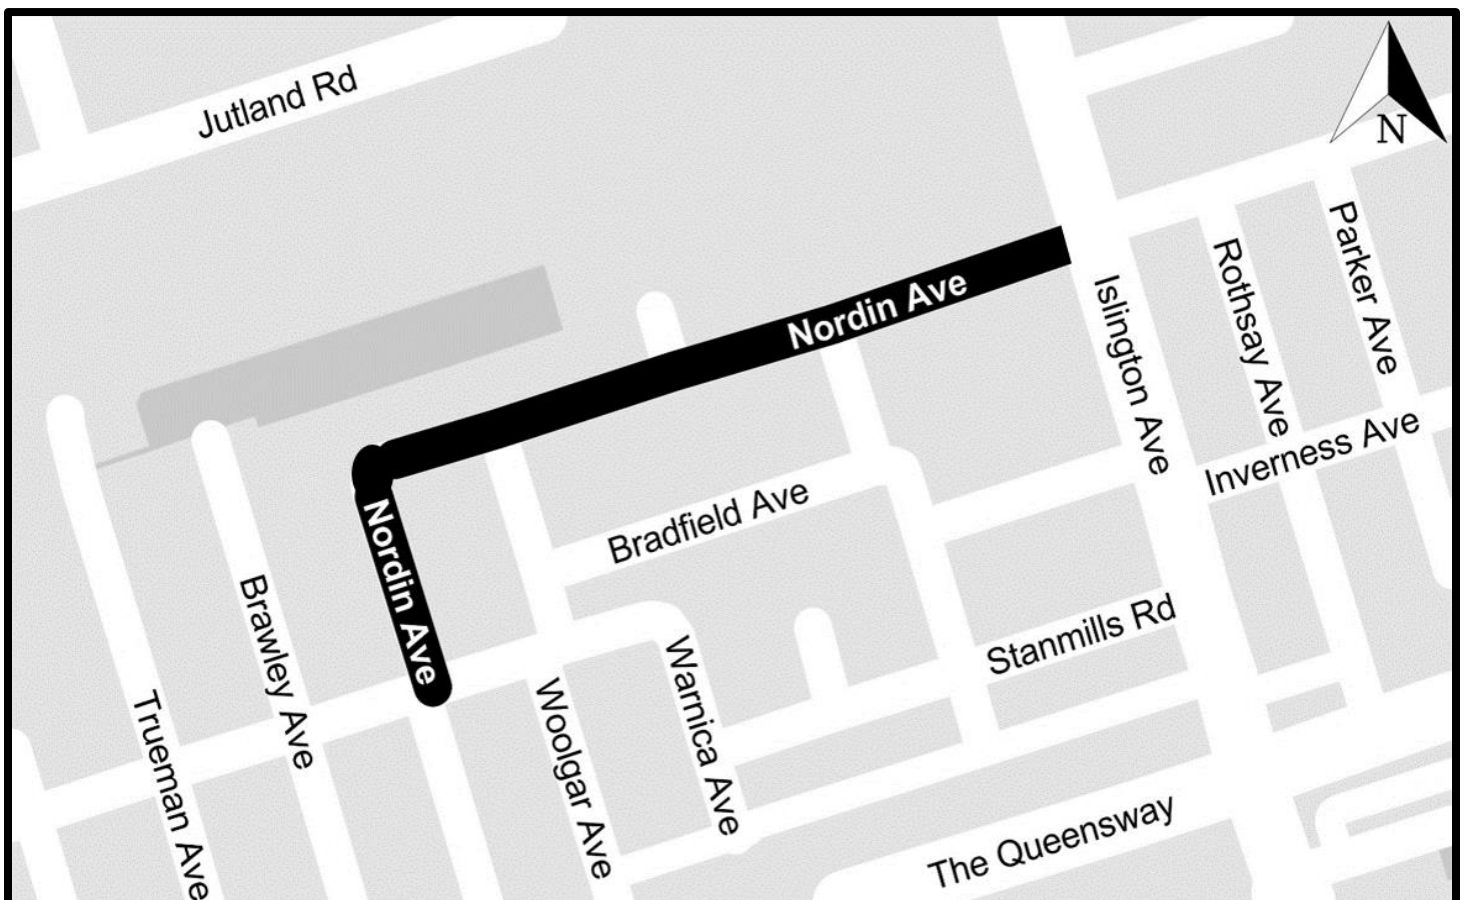 Jutland Rd
N
Parker Ave
Rothsay Ave
Nordin Ave
Islington Ave
Inverness Ave
Bradfield Ave
Nordin Ave
Brawley Ave
Stanmills Rd
Warnica Ave
Woolgar Ave
Trueman Ave
The Queensway